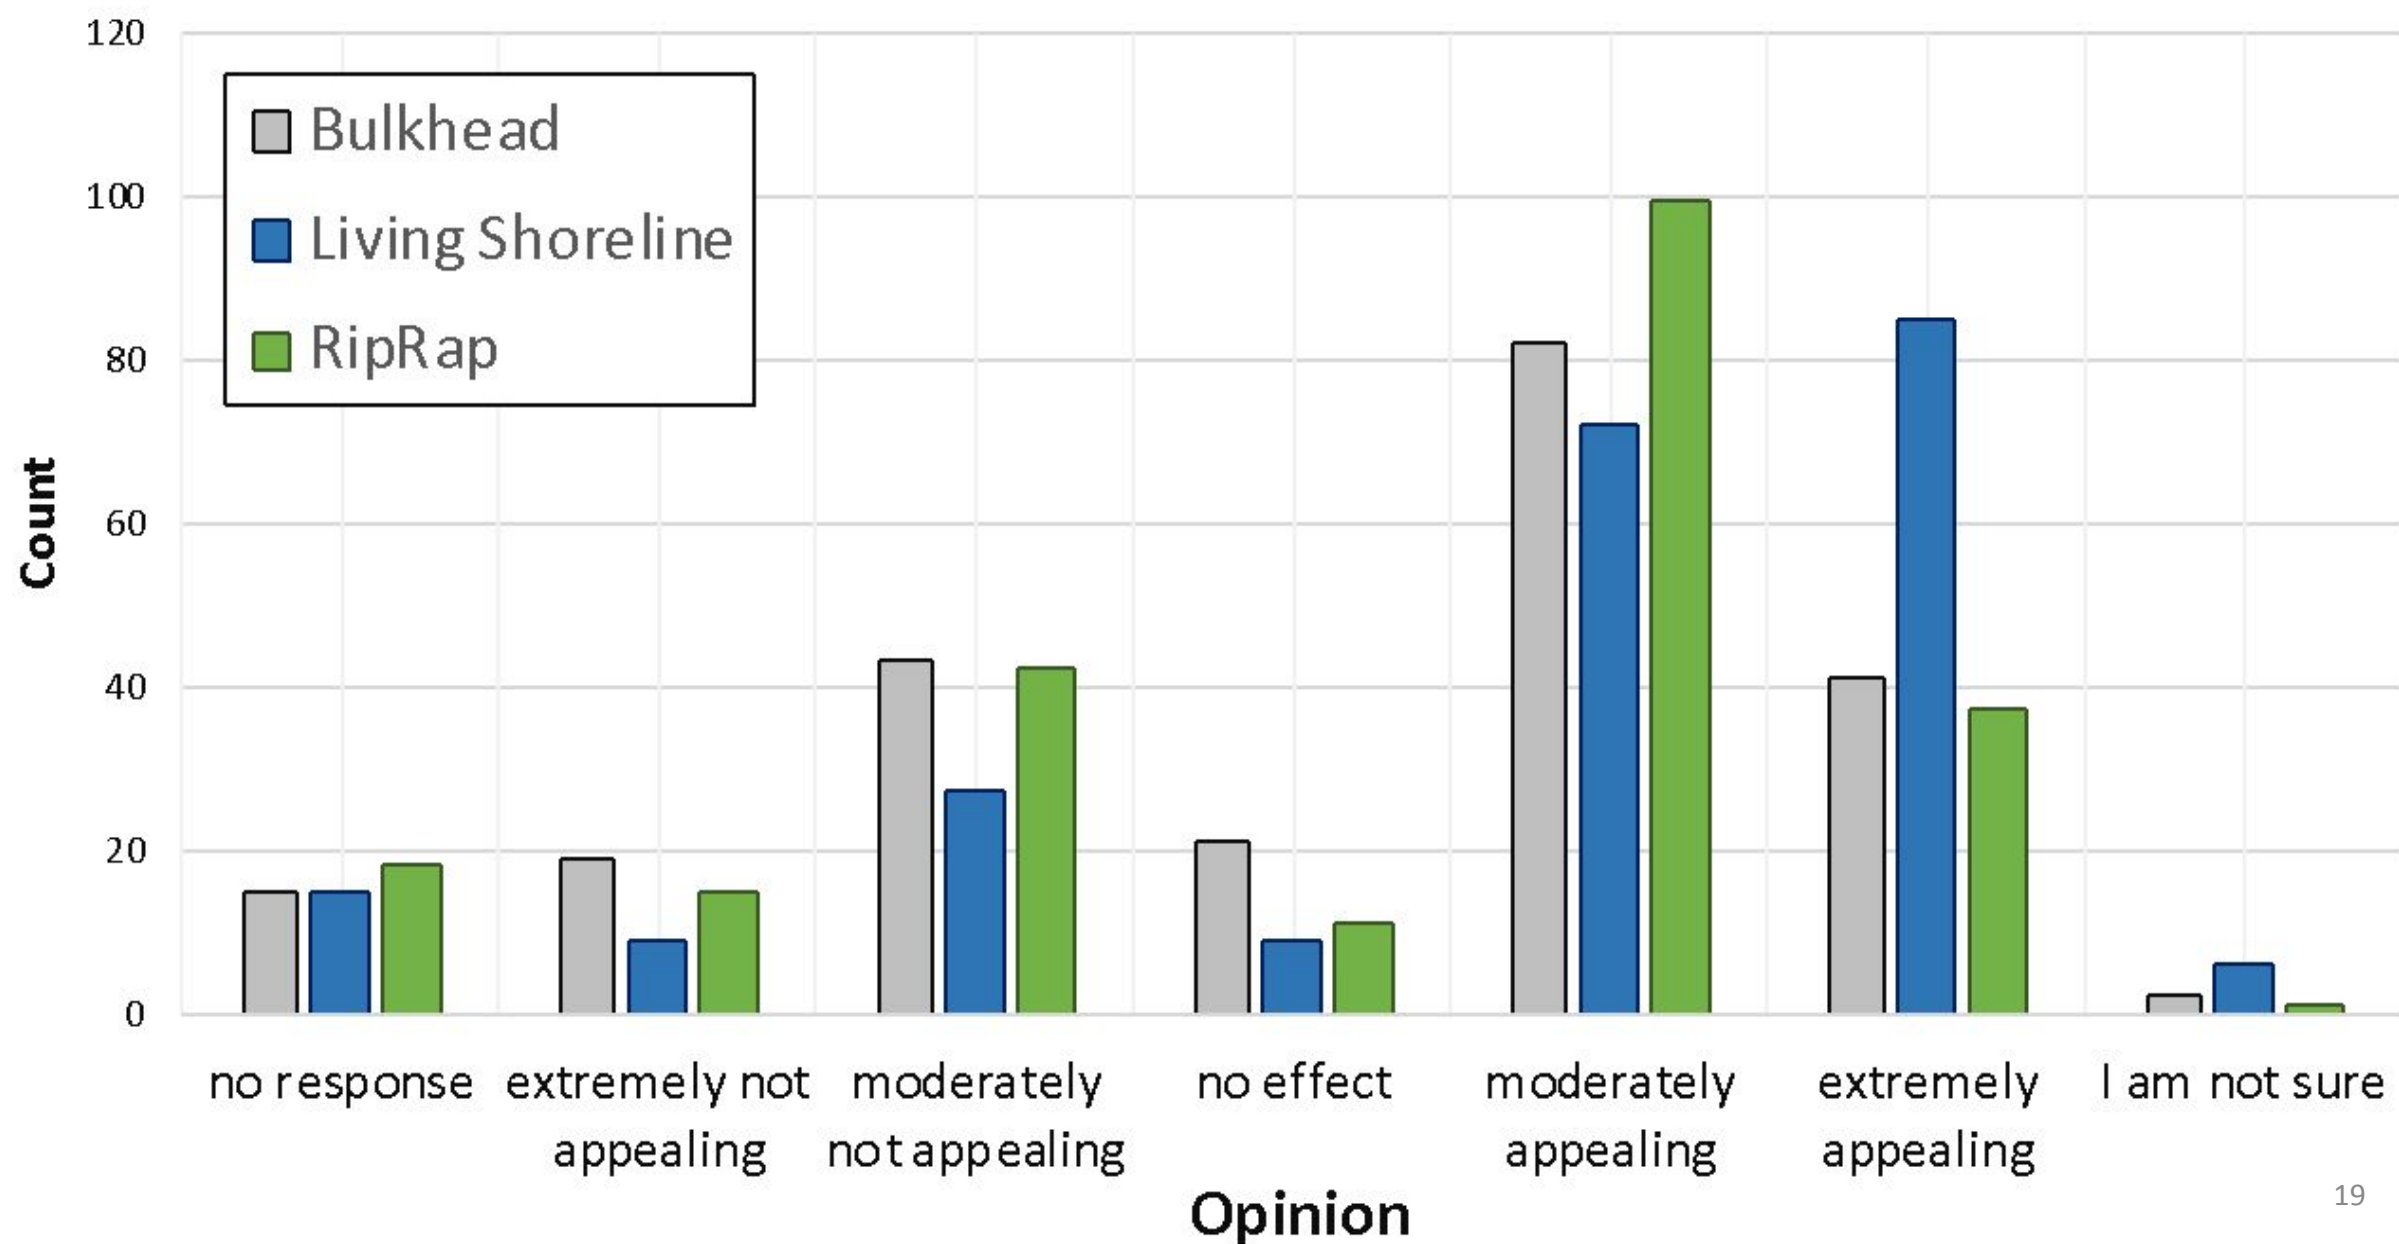 120
100
80
60
40
20
0
Count
Bulkhead
Living Shoreline
RipRap
no response
extremely not
appealing
moderately
not appealing
no effect
moderately
appealing
extremely
appealing
I am not sure
Opinion
19